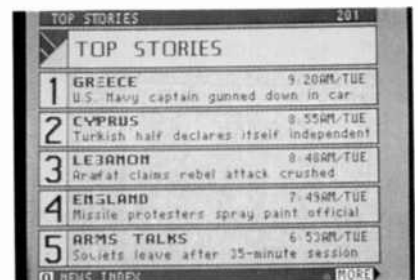 TOP STORIES 201
TOP STORIES
1 GREECE 9:20AM/TUE
U.S. Navy captain gunned down in car
2 CYPRUS 8:55AM/TUE
Turkish half declares itself independent
3 LEBANON 8:48AM/TUE
Arafat claims rebel attack crushed
4 ENGLAND 7:49AM/TUE
Missile protesters spray paint official
5 ARMS TALKS 6:53AM/TUE
Soviets leave after 35-minute session
0 NEWS INDEX MORE